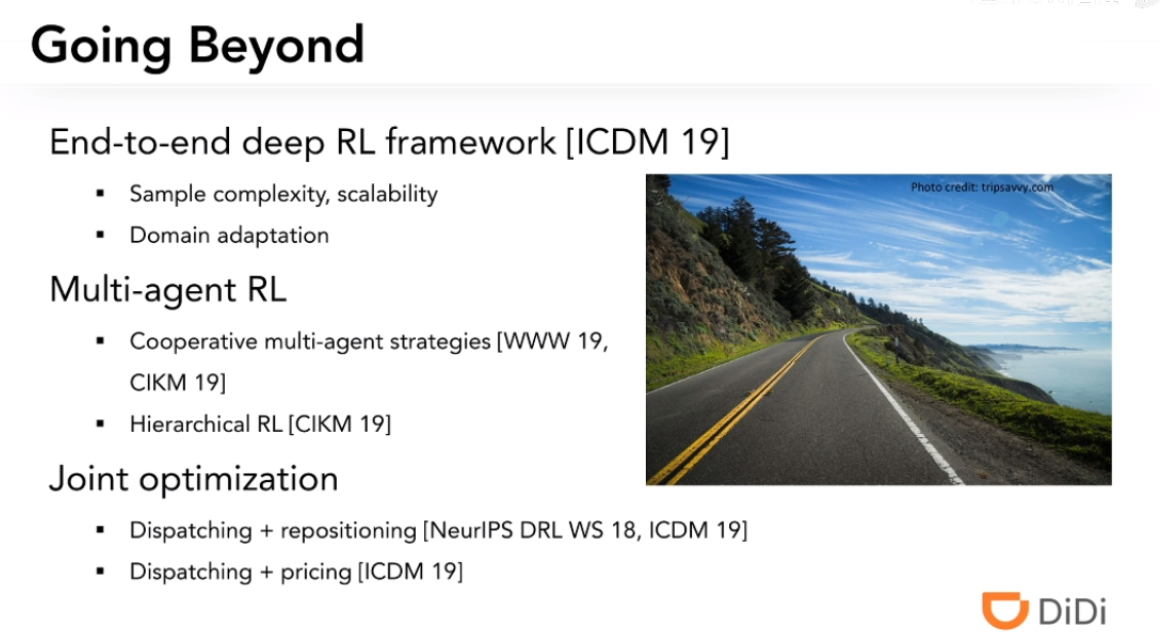 Going Beyond
End-to-end deep RL framework [ICDM 19]
▪ Sample complexity, scalability
▪ Domain adaptation
Photo credit: tripsavvy.com
Multi-agent RL
▪ Cooperative multi-agent strategies [WWW 19,
CIKM 19]
▪ Hierarchical RL [CIKM 19]
Joint optimization
▪ Dispatching + repositioning [NeurIPS DRL WS 18, ICDM 19]
▪ Dispatching + pricing [ICDM 19]
DiDi